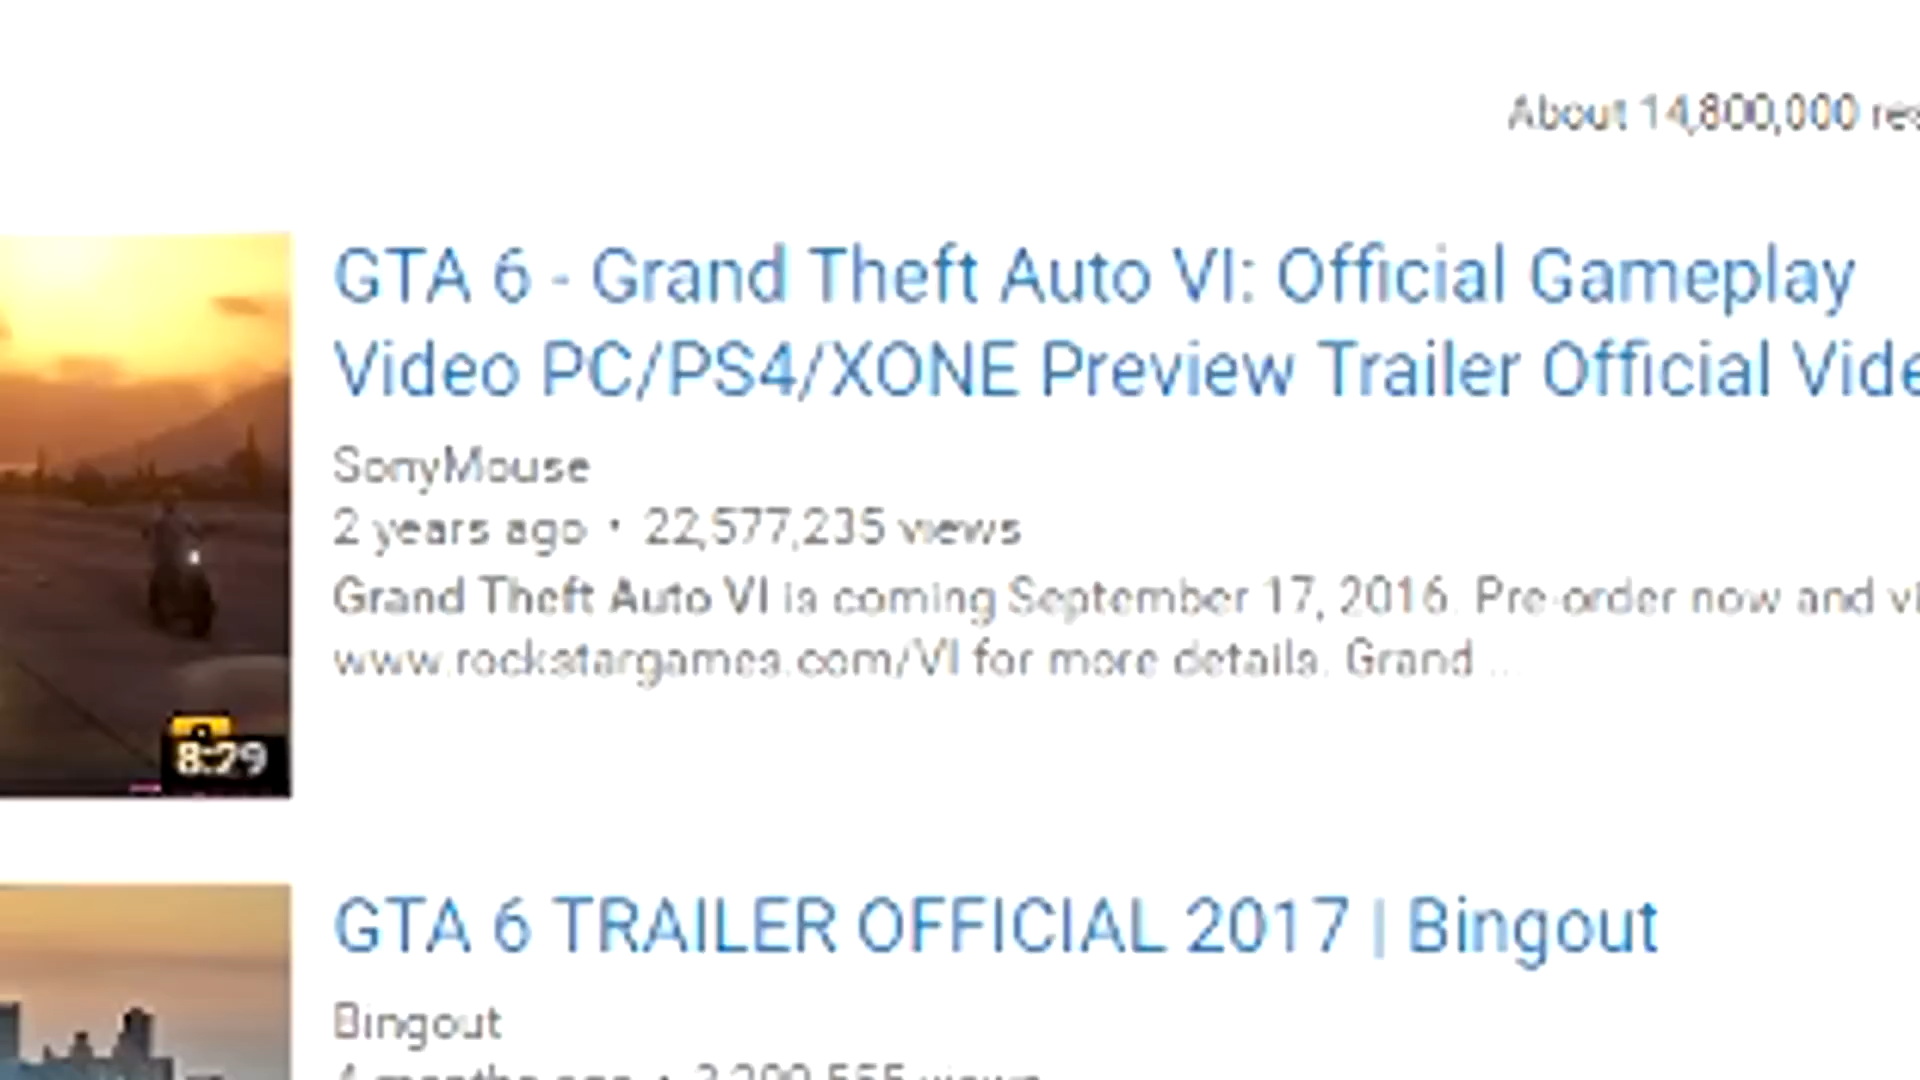 About 14,800,000
GTA 6 - Grand Theft Auto VI: Official Gameplay
Video PC/PS4/XONE Preview Trailer Official
SonyMouse
2 years ago • 22,577,235 views
Grand Theft Auto VI is coming September 17, 2016. Pre-order now and
www.rockstargames.com/VI for more details. Grand ...
8:29
GTA 6 TRAILER OFFICIAL 2017 | Bingout
Bingout